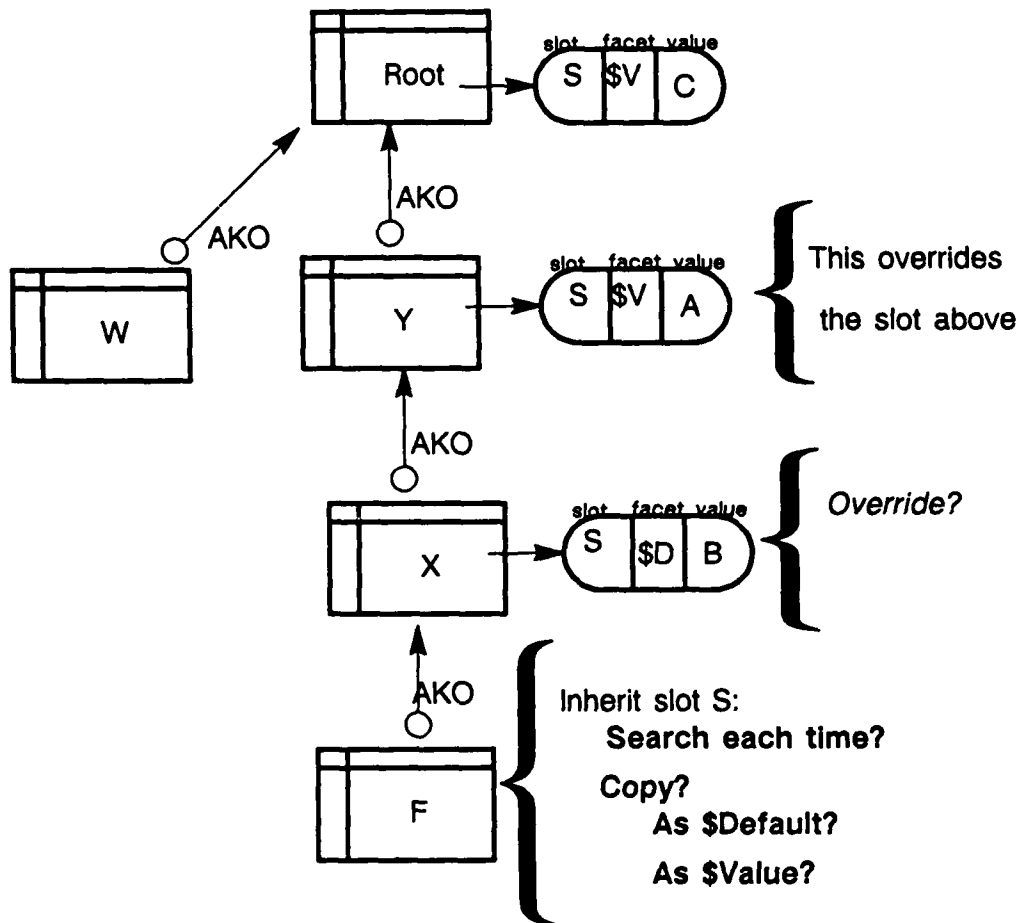 slot facet value
Root
S $V C
AKO
AKO
slot facet value
This overrides
the slot above
W
Y
S $V A
AKO
slot facet value
Override?
X
S $D B
AKO
Inherit slot S:
Search each time?
F
Copy?
As $Default?
As $Value?